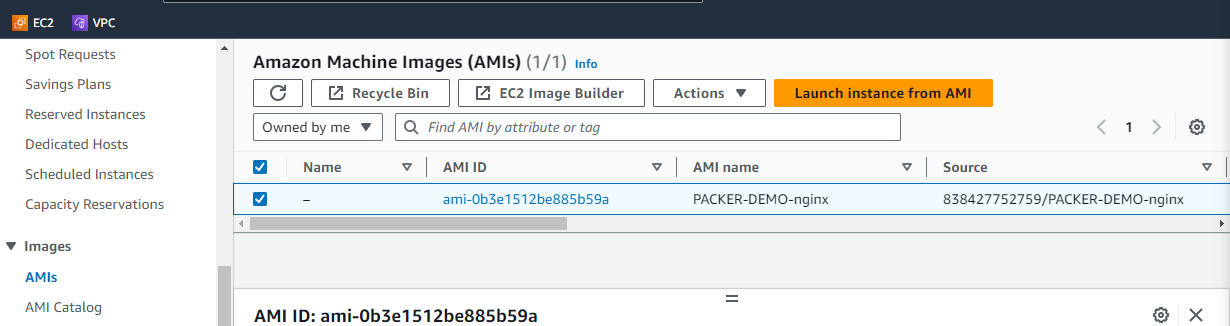 EC2 VPC
Spot Requests
Savings Plans
Reserved Instances
Dedicated Hosts
Scheduled Instances
Capacity Reservations
Images
AMIs
AMI Catalog
Amazon Machine Images (AMIs) (1/1) Info
Recycle Bin EC2 Image Builder Actions Launch instance from AMI
Owned by me Find AMI by attribute or tag 1
Name AMI ID AMI name Source
– ami-0b3e1512be885b59a PACKER-DEMO-nginx 838427752759/PACKER-DEMO-nginx
AMI ID: ami-0b3e1512be885b59a